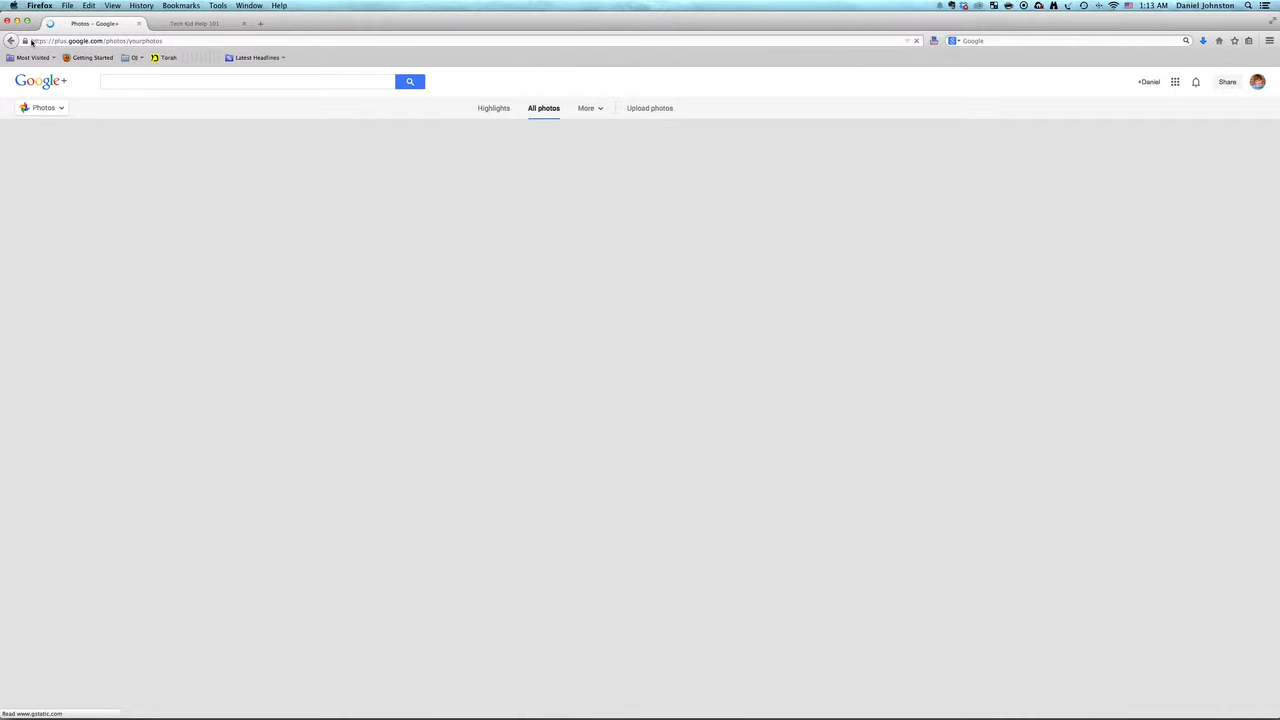 Firefox File Edit View History Bookmarks Tools Window Help 1:13 AM Daniel Johnston
Photos – Google+ Tech Kid Help 101
https://plus.google.com/photos/yourphotos Google
Most Visited Getting Started OJ Torah Latest Headlines
Google+ +Daniel Share
Photos Highlights All photos More Upload photos
Read www.gstatic.com